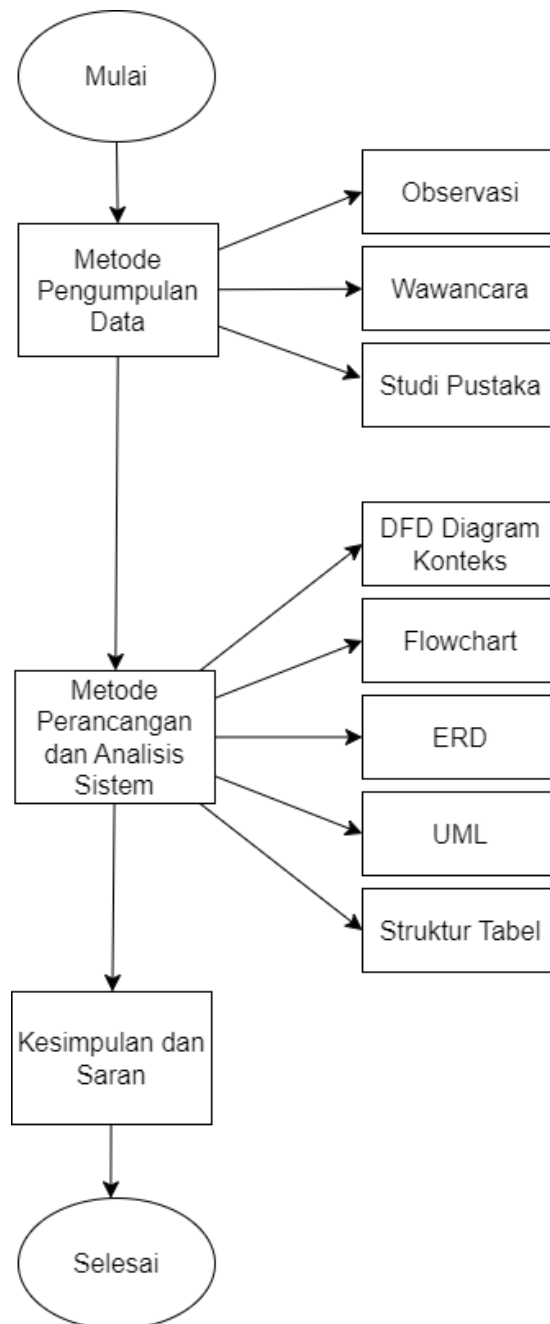 Mulai
Metode
Pengumpulan
Data
Observasi
Wawancara
Studi Pustaka
Metode
Perancangan
dan Analisis
Sistem
DFD Diagram
Konteks
Flowchart
ERD
UML
Struktur Tabel
Kesimpulan dan
Saran
Selesai